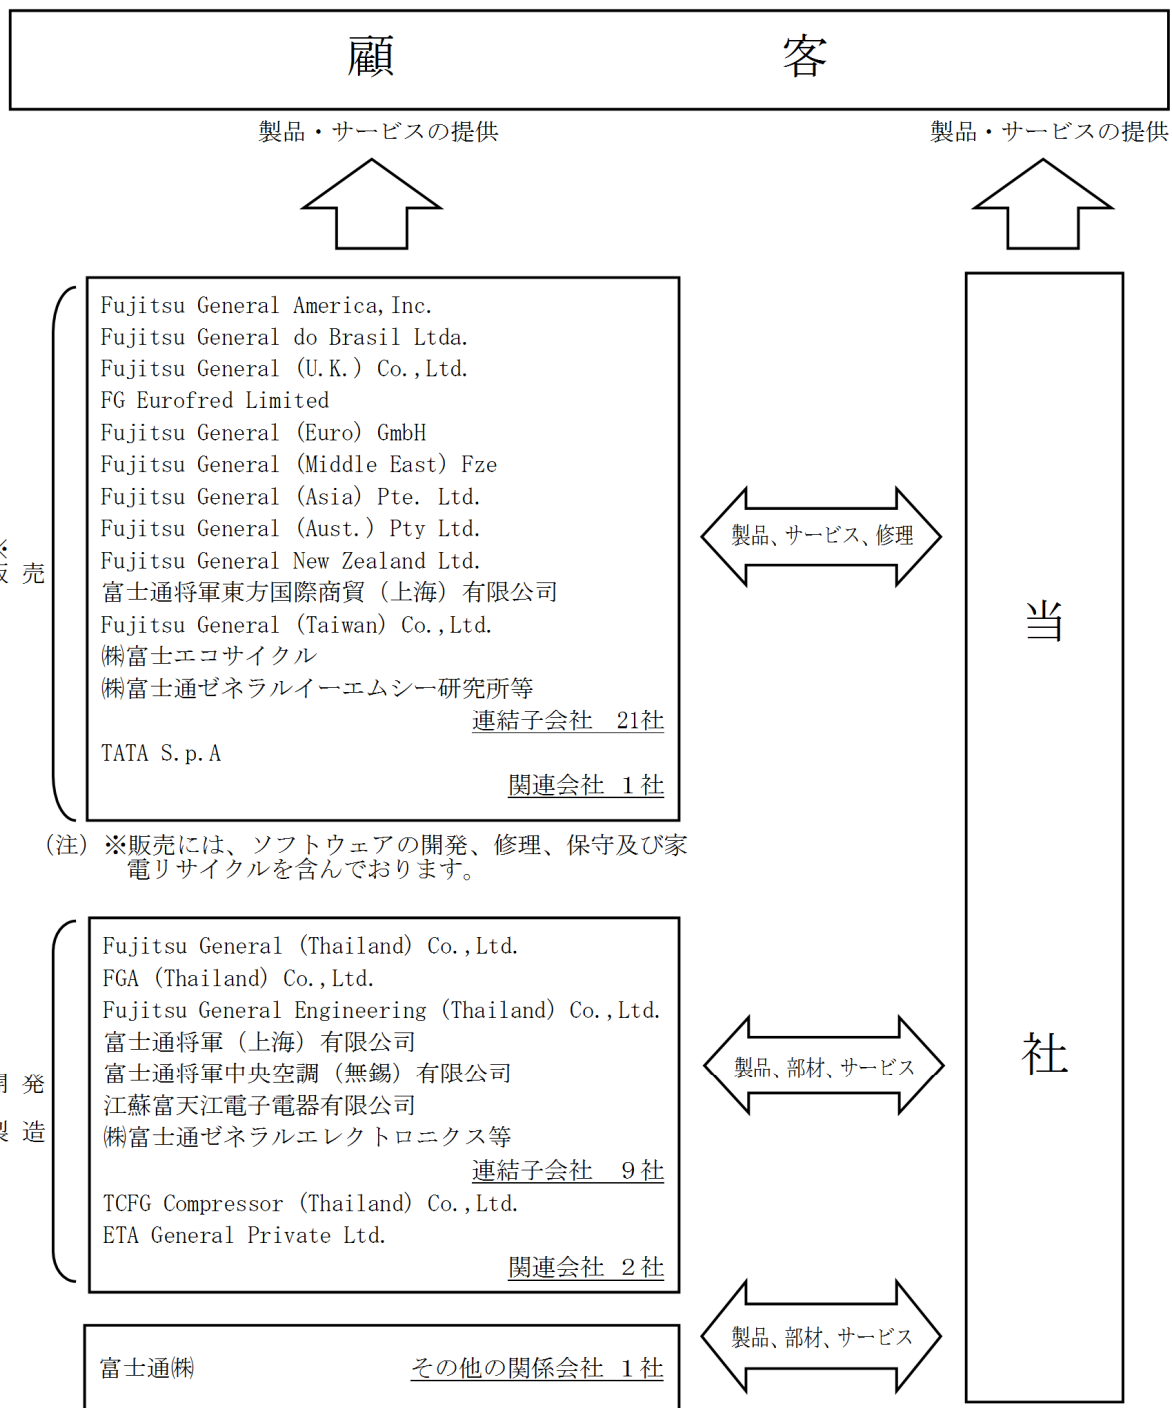 顧客
製品・サービスの提供
製品・サービスの提供
Fujitsu General America,Inc.
Fujitsu General do Brasil Ltda.
Fujitsu General (U.K.) Co.,Ltd.
FG Eurofred Limited
Fujitsu General (Euro) GmbH
Fujitsu General (Middle East) Fze
Fujitsu General (Asia) Pte. Ltd.
Fujitsu General (Aust.) Pty Ltd.
Fujitsu General New Zealand Ltd.
富士通将軍東方国際商貿（上海）有限公司
Fujitsu General (Taiwan) Co.,Ltd.
㈱富士エコサイクル
㈱富士通ゼネラルイーエムシー研究所等
連結子会社　21社
TATA S.p.A
関連会社　１社
※
販売
製品、サービス、修理
当社
（注）※販売には、ソフトウェアの開発、修理、保守及び家
電リサイクルを含んでおります。
Fujitsu General (Thailand) Co.,Ltd.
FGA (Thailand) Co.,Ltd.
Fujitsu General Engineering (Thailand) Co.,Ltd.
富士通将軍（上海）有限公司
富士通将軍中央空調（無錫）有限公司
江蘇富天江電子電器有限公司
㈱富士通ゼネラルエレクトロニクス等
連結子会社　９社
TCFG Compressor (Thailand) Co.,Ltd.
ETA General Private Ltd.
関連会社　２社
開発
製造
製品、部材、サービス
富士通㈱　その他の関係会社　１社
製品、部材、サービス